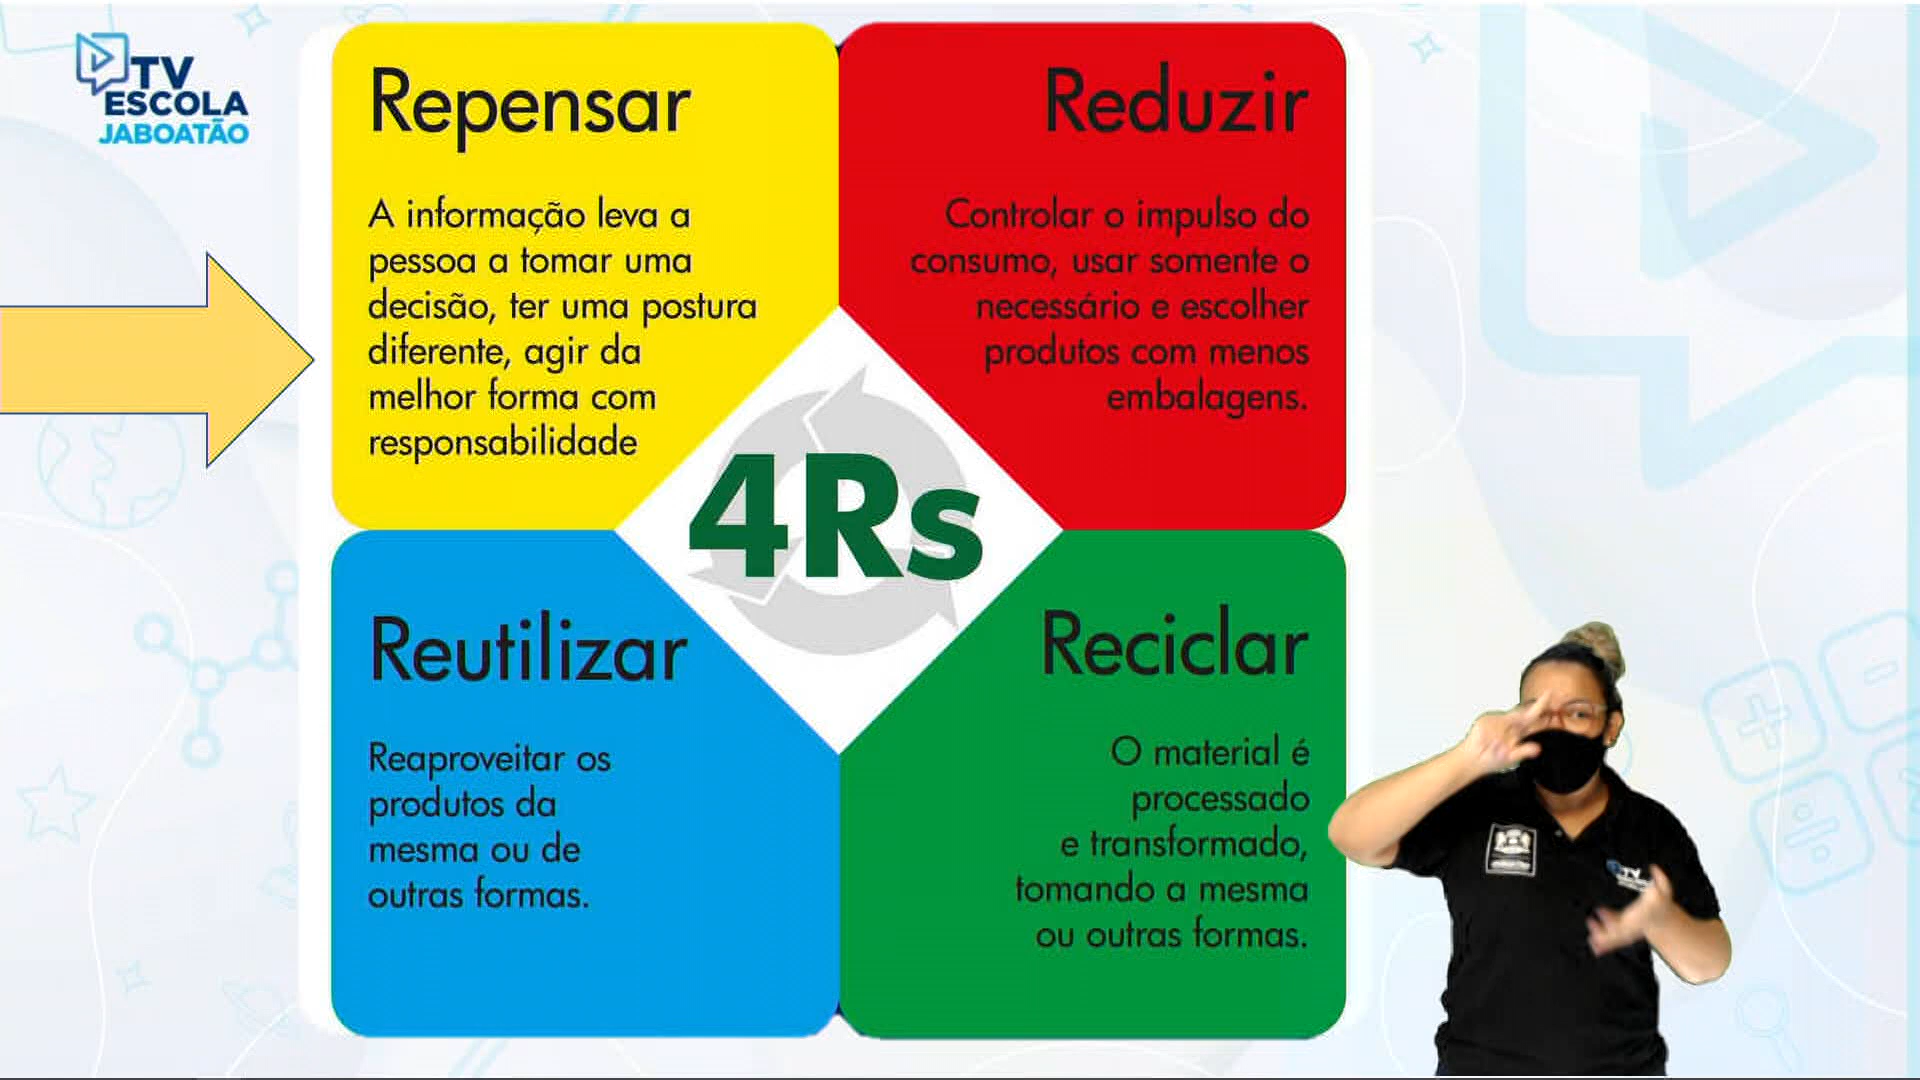 TV
ESCOLA
JABOATÃO
Repensar
A informação leva a
pessoa a tomar uma
decisão, ter uma postura
diferente, agir da
melhor forma com
responsabilidade
Reduzir
Controlar o impulso do
consumo, usar somente o
necessário e escolher
produtos com menos
embalagens.
4Rs
Reutilizar
Reaproveitar os
produtos da
mesma ou de
outras formas.
Reciclar
O material é
processado
e transformado,
tomando a mesma
ou outras formas.
TV